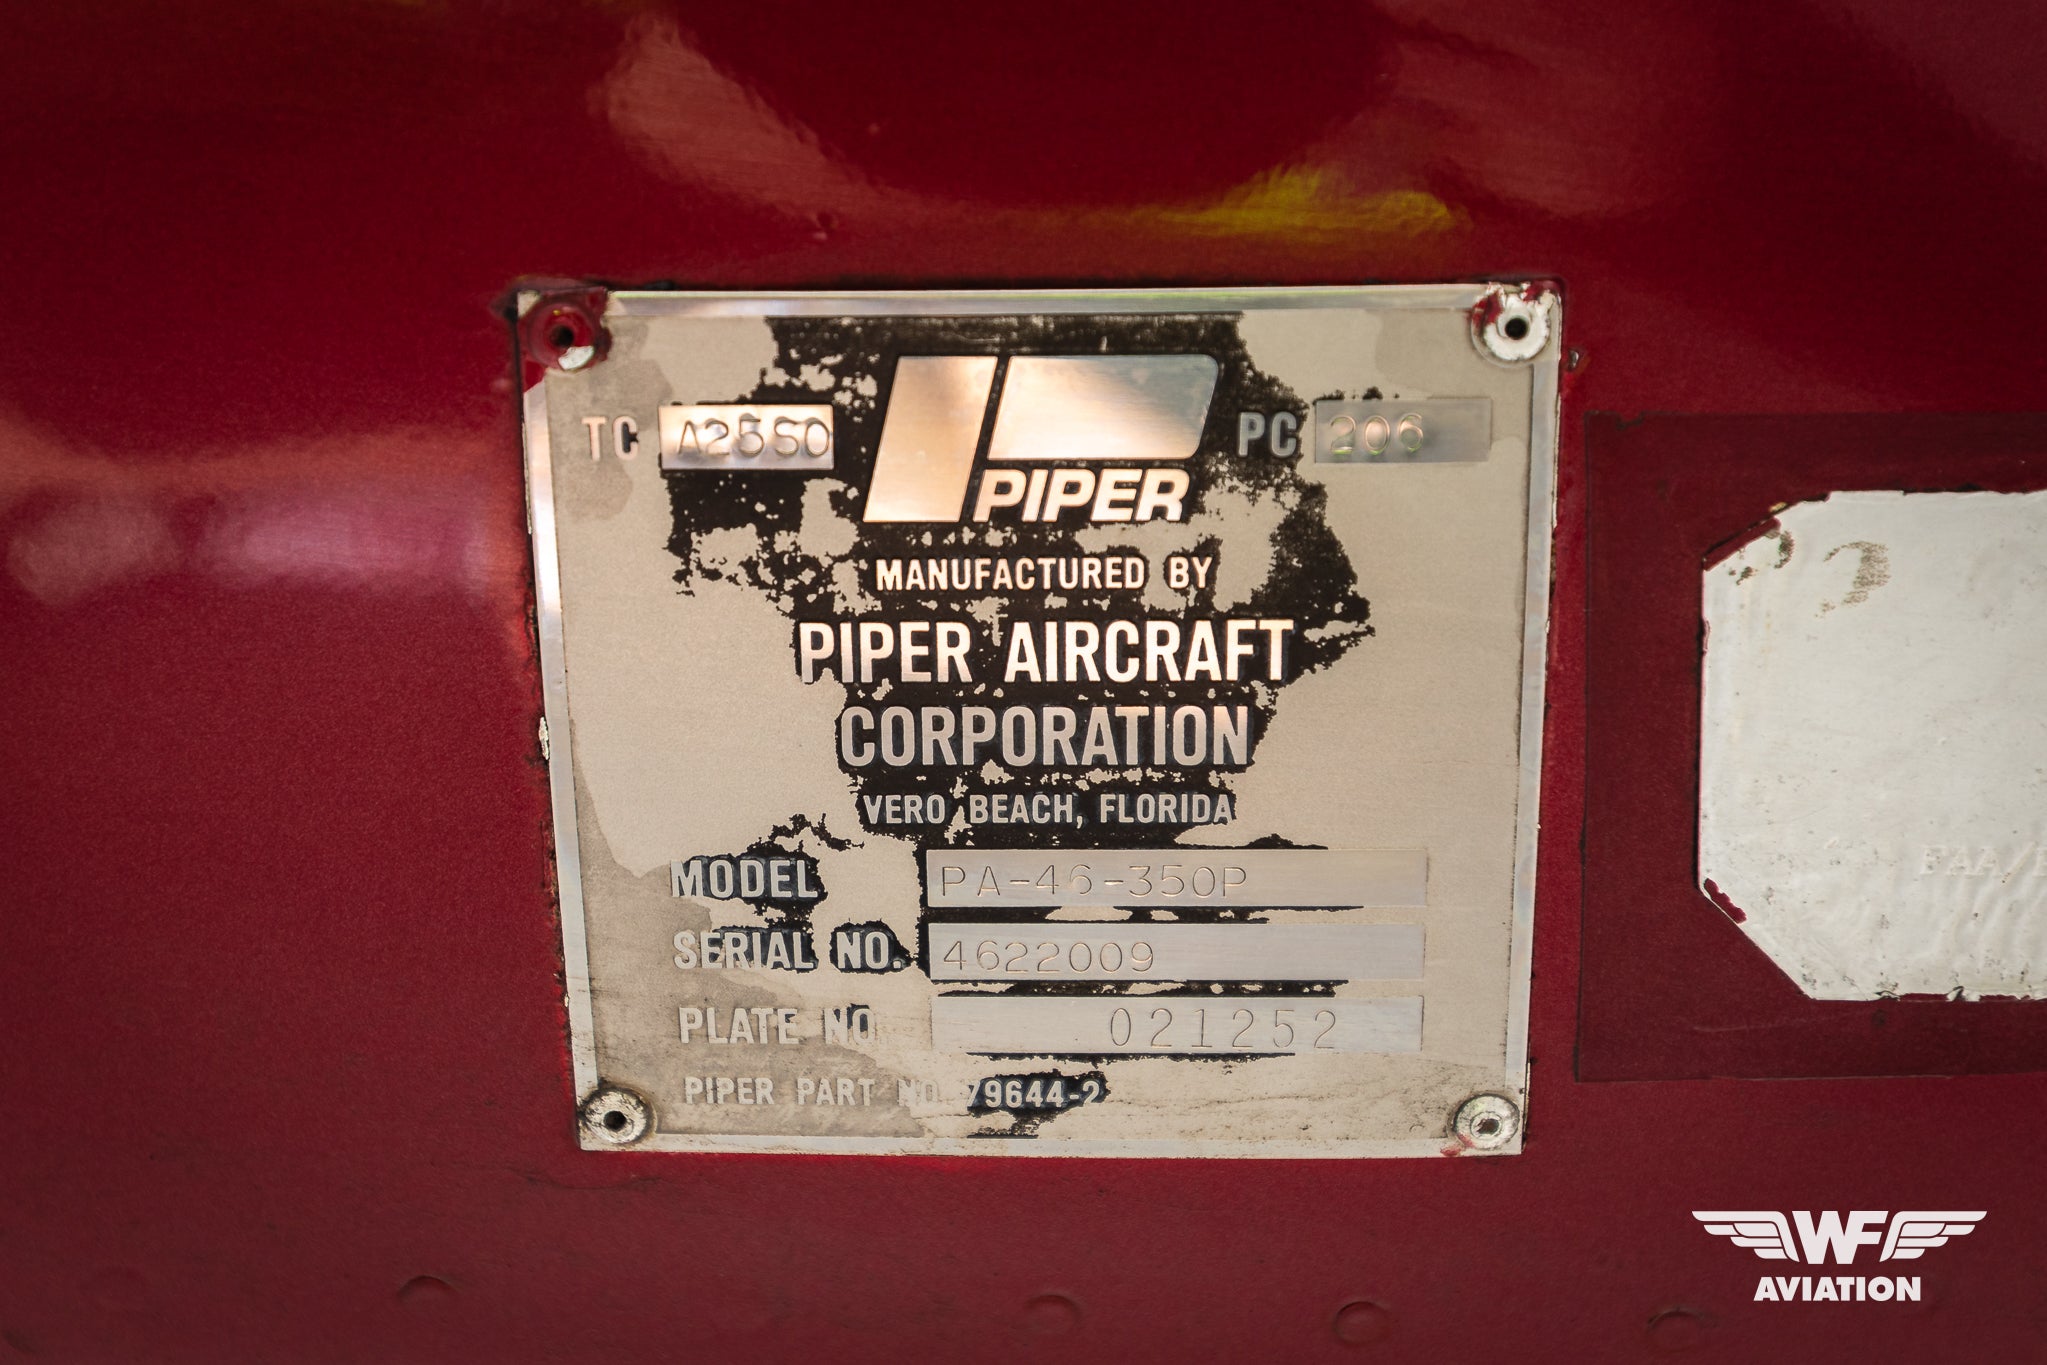 TC A25SO
PC 206
PIPER
MANUFACTURED BY
PIPER AIRCRAFT
CORPORATION
VERO BEACH, FLORIDA
MODEL PA-46-350P
SERIAL NO. 4622009
PLATE NO 021252
PIPER PART NO. 79644-2
FAA/
WF
AVIATION